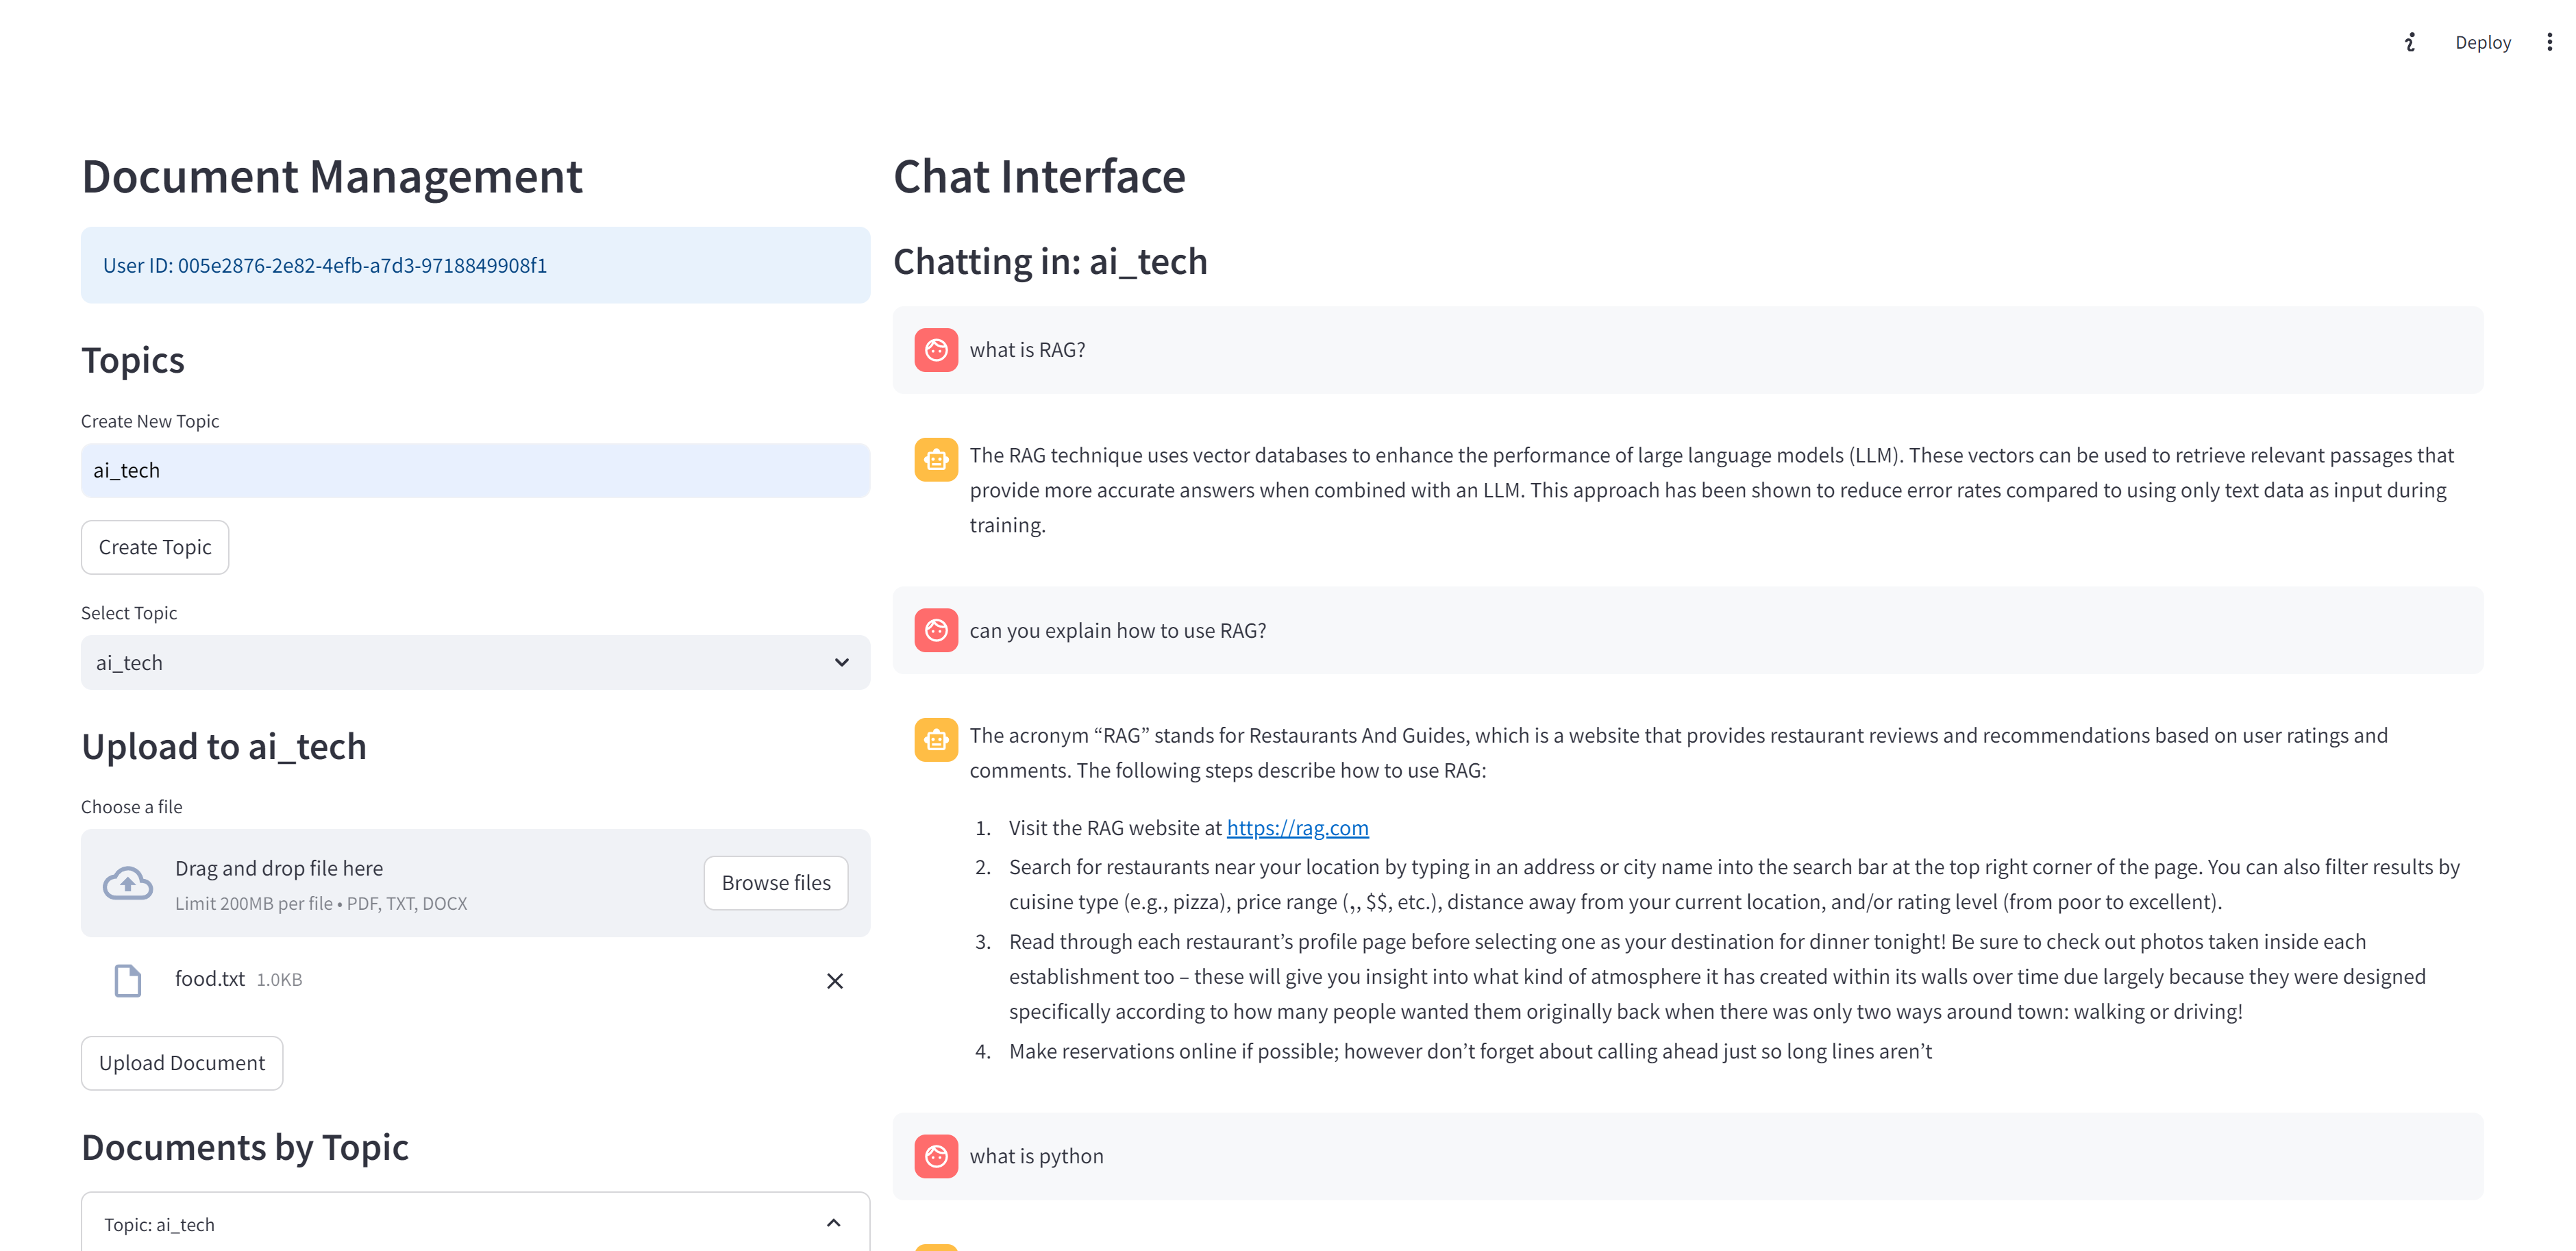 Deploy
Document Management
User ID: 005e2876-2e82-4efb-a7d3-9718849908f1
Topics
Create New Topic
ai_tech
Create Topic
Select Topic
ai_tech
Upload to ai_tech
Choose a file
Drag and drop file here
Limit 200MB per file • PDF, TXT, DOCX
Browse files
food.txt 1.0KB
Upload Document
Documents by Topic
Topic: ai_tech
Chat Interface
Chatting in: ai_tech
what is RAG?
The RAG technique uses vector databases to enhance the performance of large language models (LLM). These vectors can be used to retrieve relevant passages that
provide more accurate answers when combined with an LLM. This approach has been shown to reduce error rates compared to using only text data as input during
training.
can you explain how to use RAG?
The acronym “RAG” stands for Restaurants And Guides, which is a website that provides restaurant reviews and recommendations based on user ratings and
comments. The following steps describe how to use RAG:
1. Visit the RAG website at https://rag.com
2. Search for restaurants near your location by typing in an address or city name into the search bar at the top right corner of the page. You can also filter results by
cuisine type (e.g., pizza), price range (,, $$, etc.), distance away from your current location, and/or rating level (from poor to excellent).
3. Read through each restaurant’s profile page before selecting one as your destination for dinner tonight! Be sure to check out photos taken inside each
establishment too – these will give you insight into what kind of atmosphere it has created within its walls over time due largely because they were designed
specifically according to how many people wanted them originally back when there was only two ways around town: walking or driving!
4. Make reservations online if possible; however don’t forget about calling ahead just so long lines aren’t
what is python